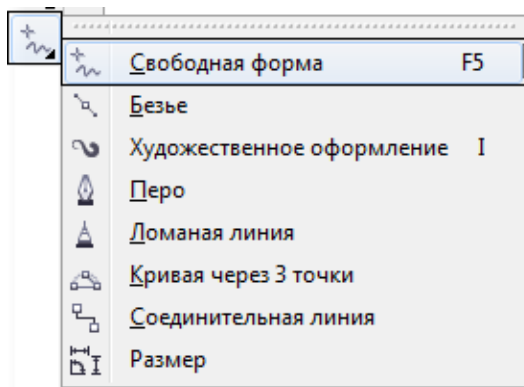 Свободная форма F5
Безье
Художественное оформление I
Перо
Ломаная линия
Кривая через 3 точки
Соединительная линия
Размер